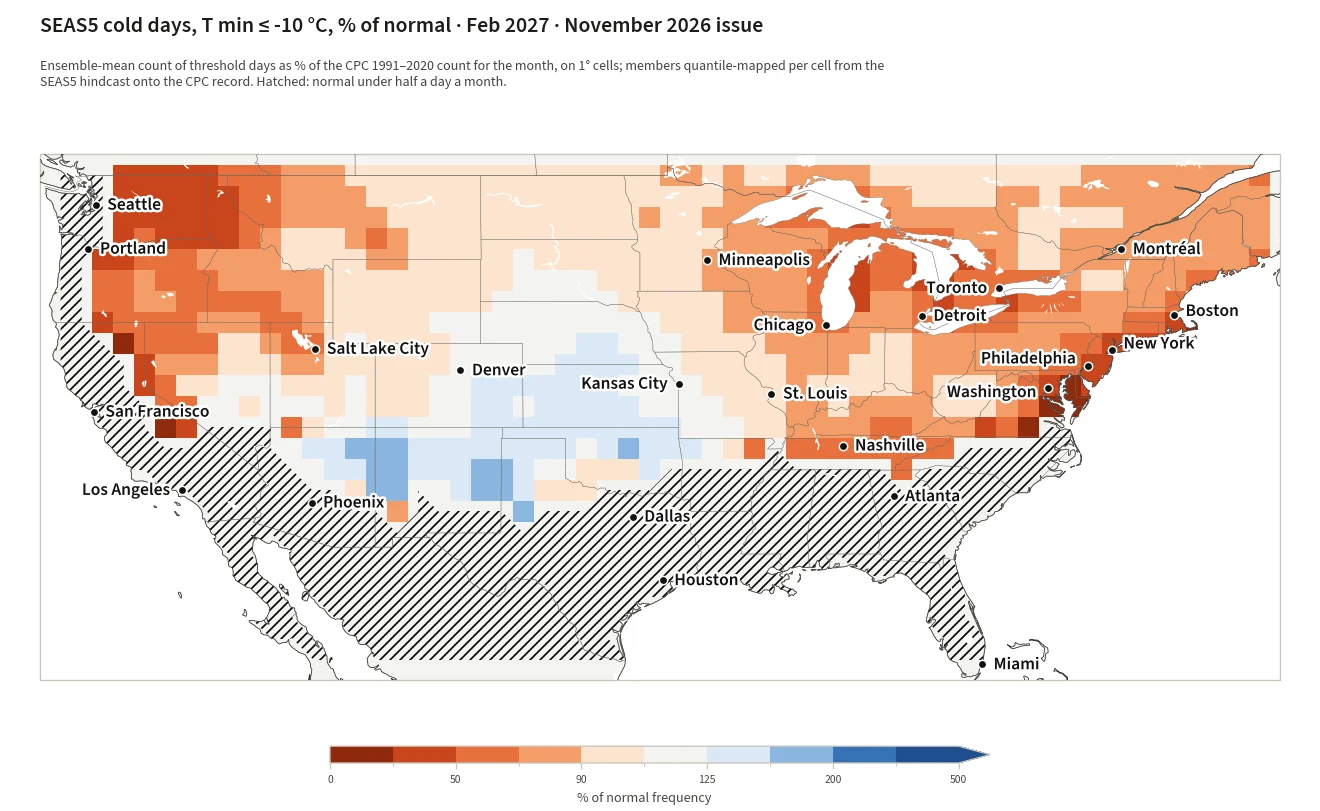 SEAS5 cold days, T min ≤ -10 °C, % of normal · Feb 2027 · November 2026 issue
Ensemble-mean count of threshold days as % of the CPC 1991–2020 count for the month, on 1° cells; members quantile-mapped per cell from the
SEAS5 hindcast onto the CPC record. Hatched: normal under half a day a month.
Seattle
Portland
Montréal
Minneapolis
Toronto
Boston
Detroit
Chicago
New York
Salt Lake City
Philadelphia
Denver
Kansas City
Washington
St. Louis
San Francisco
Nashville
Los Angeles
Phoenix
Atlanta
Dallas
Houston
Miami
0 50 90 125 200 500
% of normal frequency